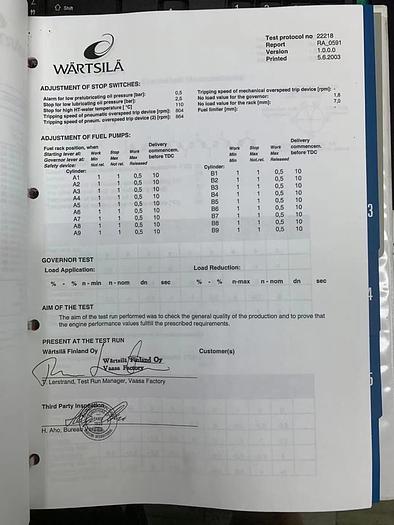 Shift
WÄRTSILÄ
Test protocol no 22218
Report RA_0591
Version 1.0.0.0
Printed 5.6.2003
ADJUSTMENT OF STOP SWITCHES:
Alarm for low prelubricating oil pressure [bar]: 0,5
Stop for low lubricating oil pressure [bar]: 2,5
Stop for high HT-water temperature [ °C] 110
Tripping speed of pneumatic overspeed trip device [rpm]: 804
Tripping speed of pneum. overspeed trip device (2) [rpm]: 864
Tripping speed of mechanical overspeed trip device [rpm]: -
No load value for the governor: 1,8
No load value for the rack [mm]: 7,0
Fuel limiter [mm]:
ADJUSTMENT OF FUEL PUMPS:
Fuel rack position, when
Starting lever at: Work Stop Work
Governor lever at: Min Max Max
Safety device: Not rel. Not rel. Released
Delivery
commencem.
before TDC
Cylinder:
A1 1 1 0,5 10
A2 1 1 0,5 10
A3 1 1 0,5 10
A4 1 1 0,5 10
A5 1 1 0,5 10
A6 1 1 0,5 10
A7 1 1 0,5 10
A8 1 1 0,5 10
A9 1 1 0,5 10
Work Stop Work
Min Max Max
Not rel. Not rel. Released
Delivery
commencem.
before TDC
Cylinder:
B1 1 1 0,5 10
B2 1 1 0,5 10
B3 1 1 0,5 10
B4 1 1 0,5 10
B5 1 1 0,5 10
B6 1 1 0,5 10
B7 1 1 0,5 10
B8 1 1 0,5 10
B9 1 1 0,5 10
GOVERNOR TEST
Load Application: Load Reduction:
% - % n - min n - nom dn sec % - % n-max n - nom dn sec
AIM OF THE TEST
The aim of the test run performed was to check the general quality of the production and to prove that
the engine performance values fullfill the prescribed requirements.
PRESENT AT THE TEST RUN
Wärtsilä Finland Oy Customer(s)
Wärtsilä Finland Oy
Vaasa Factory
Lerstrand, Test Run Manager, Vaasa Factory
Third Party Inspection
H. Aho, Bureau Veritas
3
4
5